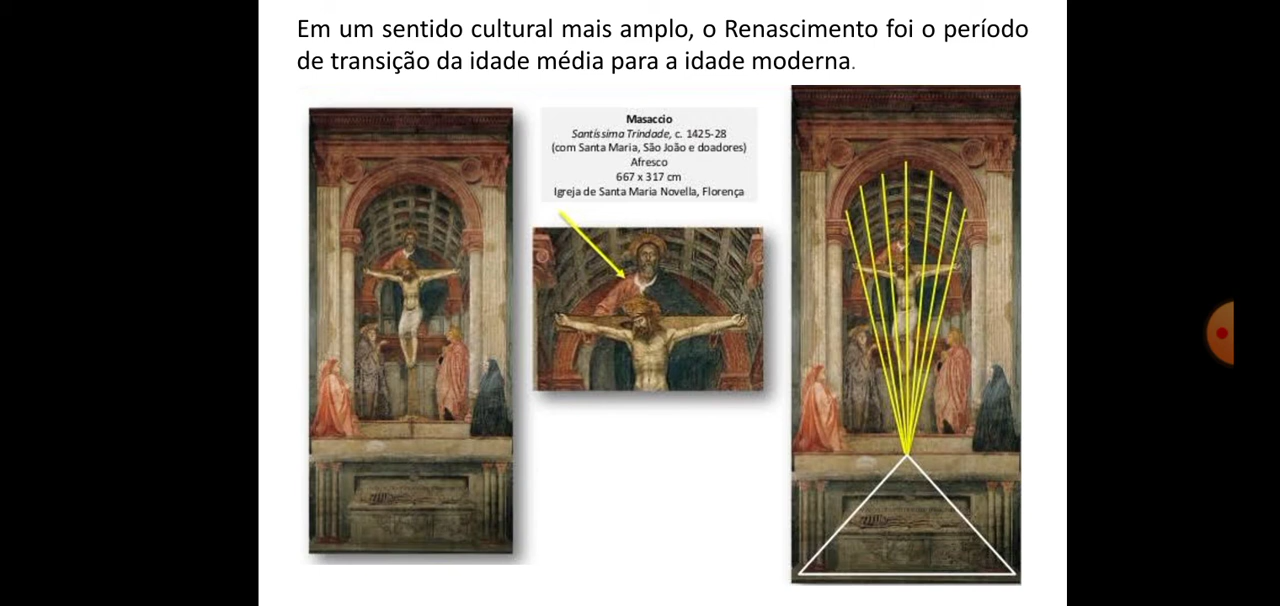 Em um sentido cultural mais amplo, o Renascimento foi o período
de transição da idade média para a idade moderna.
Masaccio
Santíssima Trindade, c. 1425-28
(com Santa Maria, São João e doadores)
Afresco
667 x 317 cm
Igreja de Santa Maria Novella, Florença